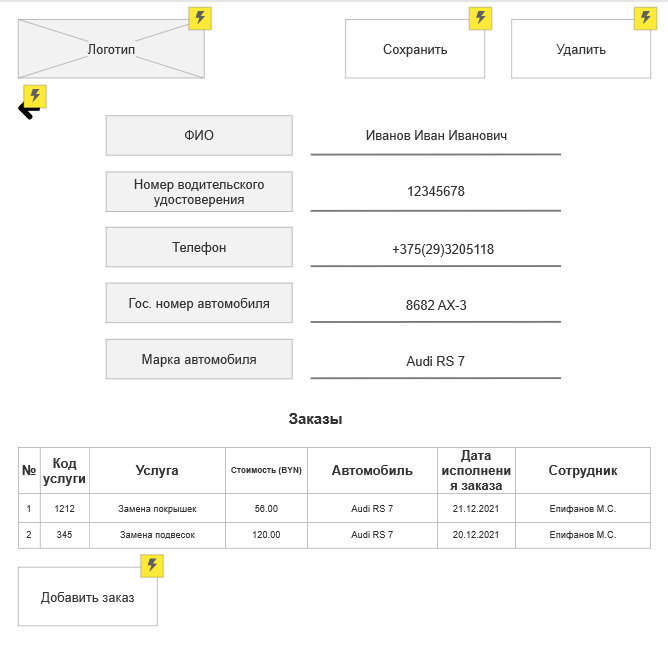 Логотип
Сохранить
Удалить
ФИО
Иванов Иван Иванович
Номер водительского
удостоверения
12345678
Телефон
+375(29)3205118
Гос. номер автомобиля
8682 AX-3
Марка автомобиля
Audi RS 7
Заказы
№ Код услуги Услуга Стоимость (BYN) Автомобиль Дата исполнения заказа Сотрудник
1 1212 Замена покрышек 56.00 Audi RS 7 21.12.2021 Епифанов М.С.
2 345 Замена подвесок 120.00 Audi RS 7 20.12.2021 Епифанов М.С.
Добавить заказ